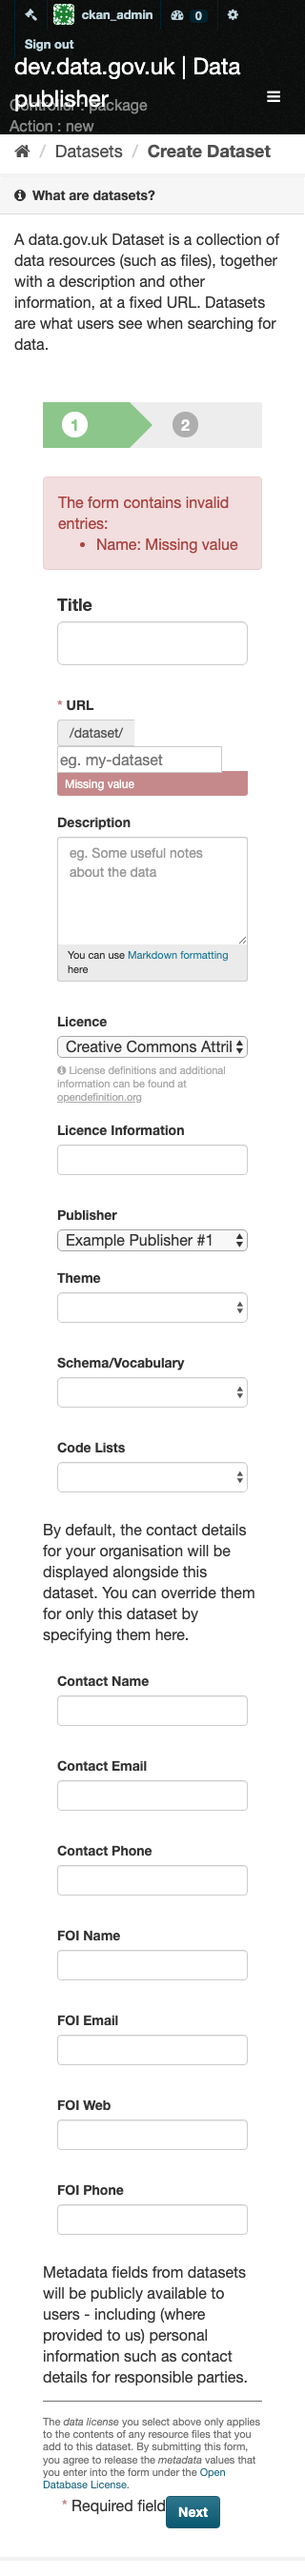 ckan_admin 0
Sign out
dev.data.gov.uk | Data
publisher
Controller : package
Action : new
/ Datasets / Create Dataset
What are datasets?
A data.gov.uk Dataset is a collection of
data resources (such as files), together
with a description and other
information, at a fixed URL. Datasets
are what users see when searching for
data.
1 2
The form contains invalid
entries:
• Name: Missing value
Title
* URL
/dataset/
eg. my-dataset
Missing value
Description
eg. Some useful notes
about the data
You can use Markdown formatting
here
Licence
Creative Commons Attril
License definitions and additional
information can be found at
opendefinition.org
Licence Information
Publisher
Example Publisher #1
Theme
Schema/Vocabulary
Code Lists
By default, the contact details
for your organisation will be
displayed alongside this
dataset. You can override them
for only this dataset by
specifying them here.
Contact Name
Contact Email
Contact Phone
FOI Name
FOI Email
FOI Web
FOI Phone
Metadata fields from datasets
will be publicly available to
users - including (where
provided to us) personal
information such as contact
details for responsible parties.
The data license you select above only applies
to the contents of any resource files that you
add to this dataset. By submitting this form,
you agree to release the metadata values that
you enter into the form under the Open
Database License.
* Required field Next